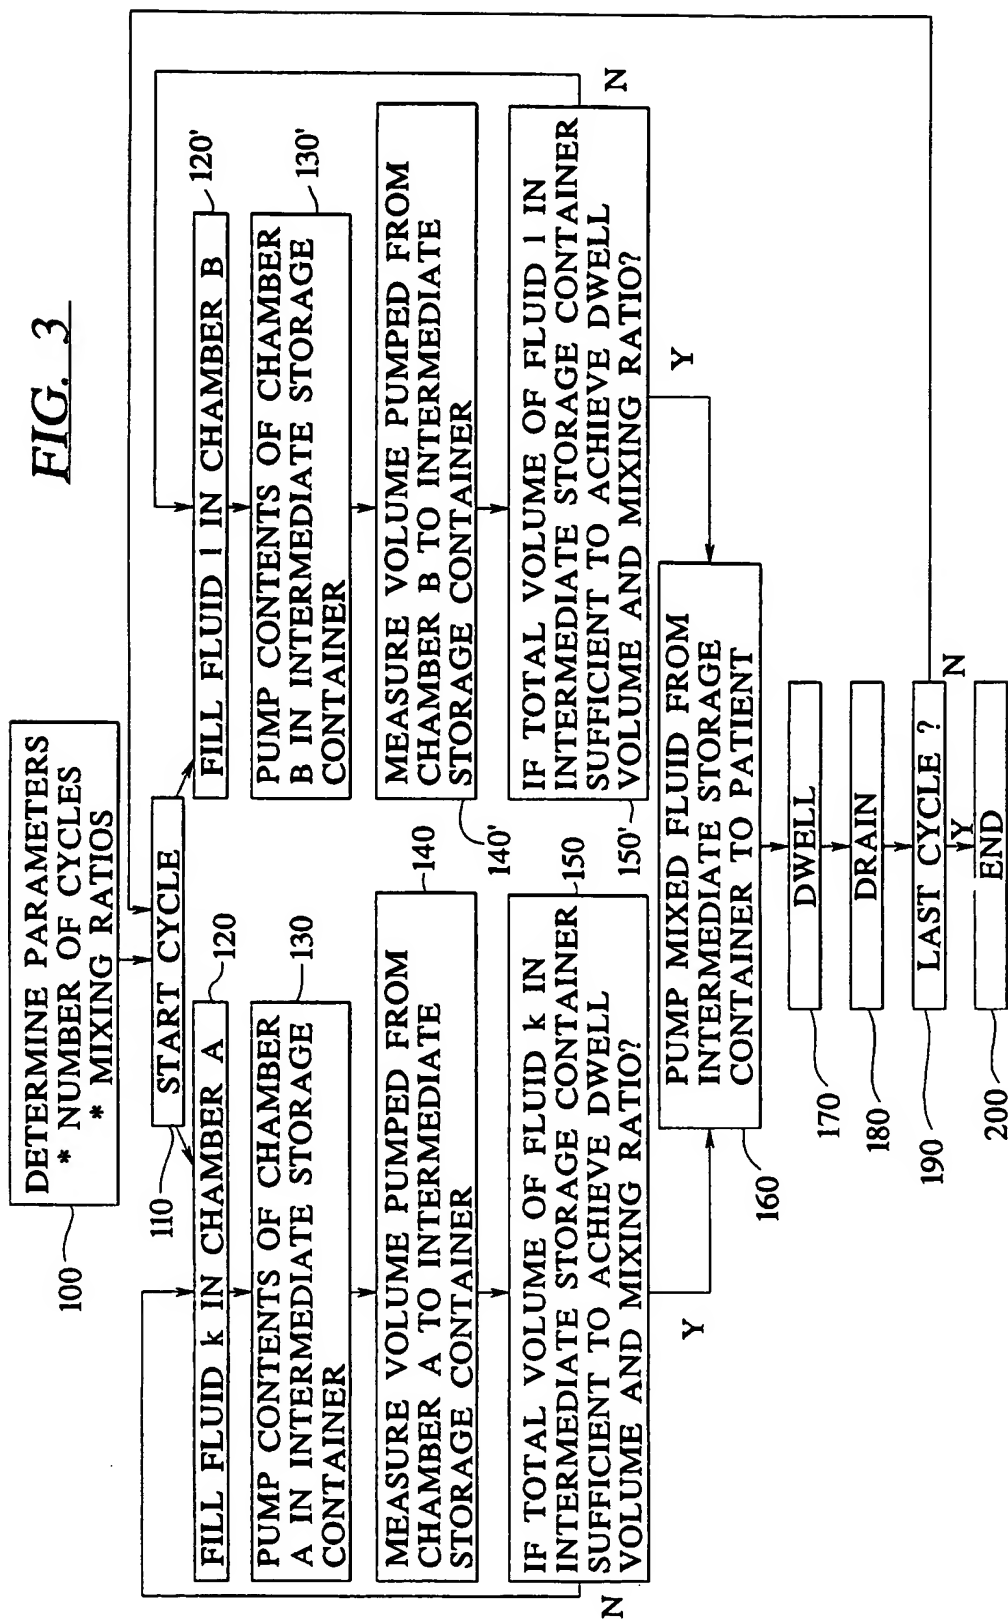 FIG. 3
DETERMINE PARAMETERS
* NUMBER OF CYCLES
* MIXING RATIOS
100
START CYCLE
110
FILL FLUID k IN CHAMBER A
120
PUMP CONTENTS OF CHAMBER
A IN INTERMEDIATE STORAGE
CONTAINER
130
MEASURE VOLUME PUMPED FROM
CHAMBER A TO INTERMEDIATE
STORAGE CONTAINER
140
IF TOTAL VOLUME OF FLUID k IN
INTERMEDIATE STORAGE CONTAINER
SUFFICIENT TO ACHIEVE DWELL
VOLUME AND MIXING RATIO?
150
N
Y
FILL FLUID l IN CHAMBER B
120'
PUMP CONTENTS OF CHAMBER
B IN INTERMEDIATE STORAGE
CONTAINER
130'
MEASURE VOLUME PUMPED FROM
CHAMBER B TO INTERMEDIATE
STORAGE CONTAINER
140'
IF TOTAL VOLUME OF FLUID l IN
INTERMEDIATE STORAGE CONTAINER
SUFFICIENT TO ACHIEVE DWELL
VOLUME AND MIXING RATIO?
150'
N
Y
PUMP MIXED FLUID FROM
INTERMEDIATE STORAGE
CONTAINER TO PATIENT
160
DWELL
170
DRAIN
180
LAST CYCLE ?
190
N
Y
END
200